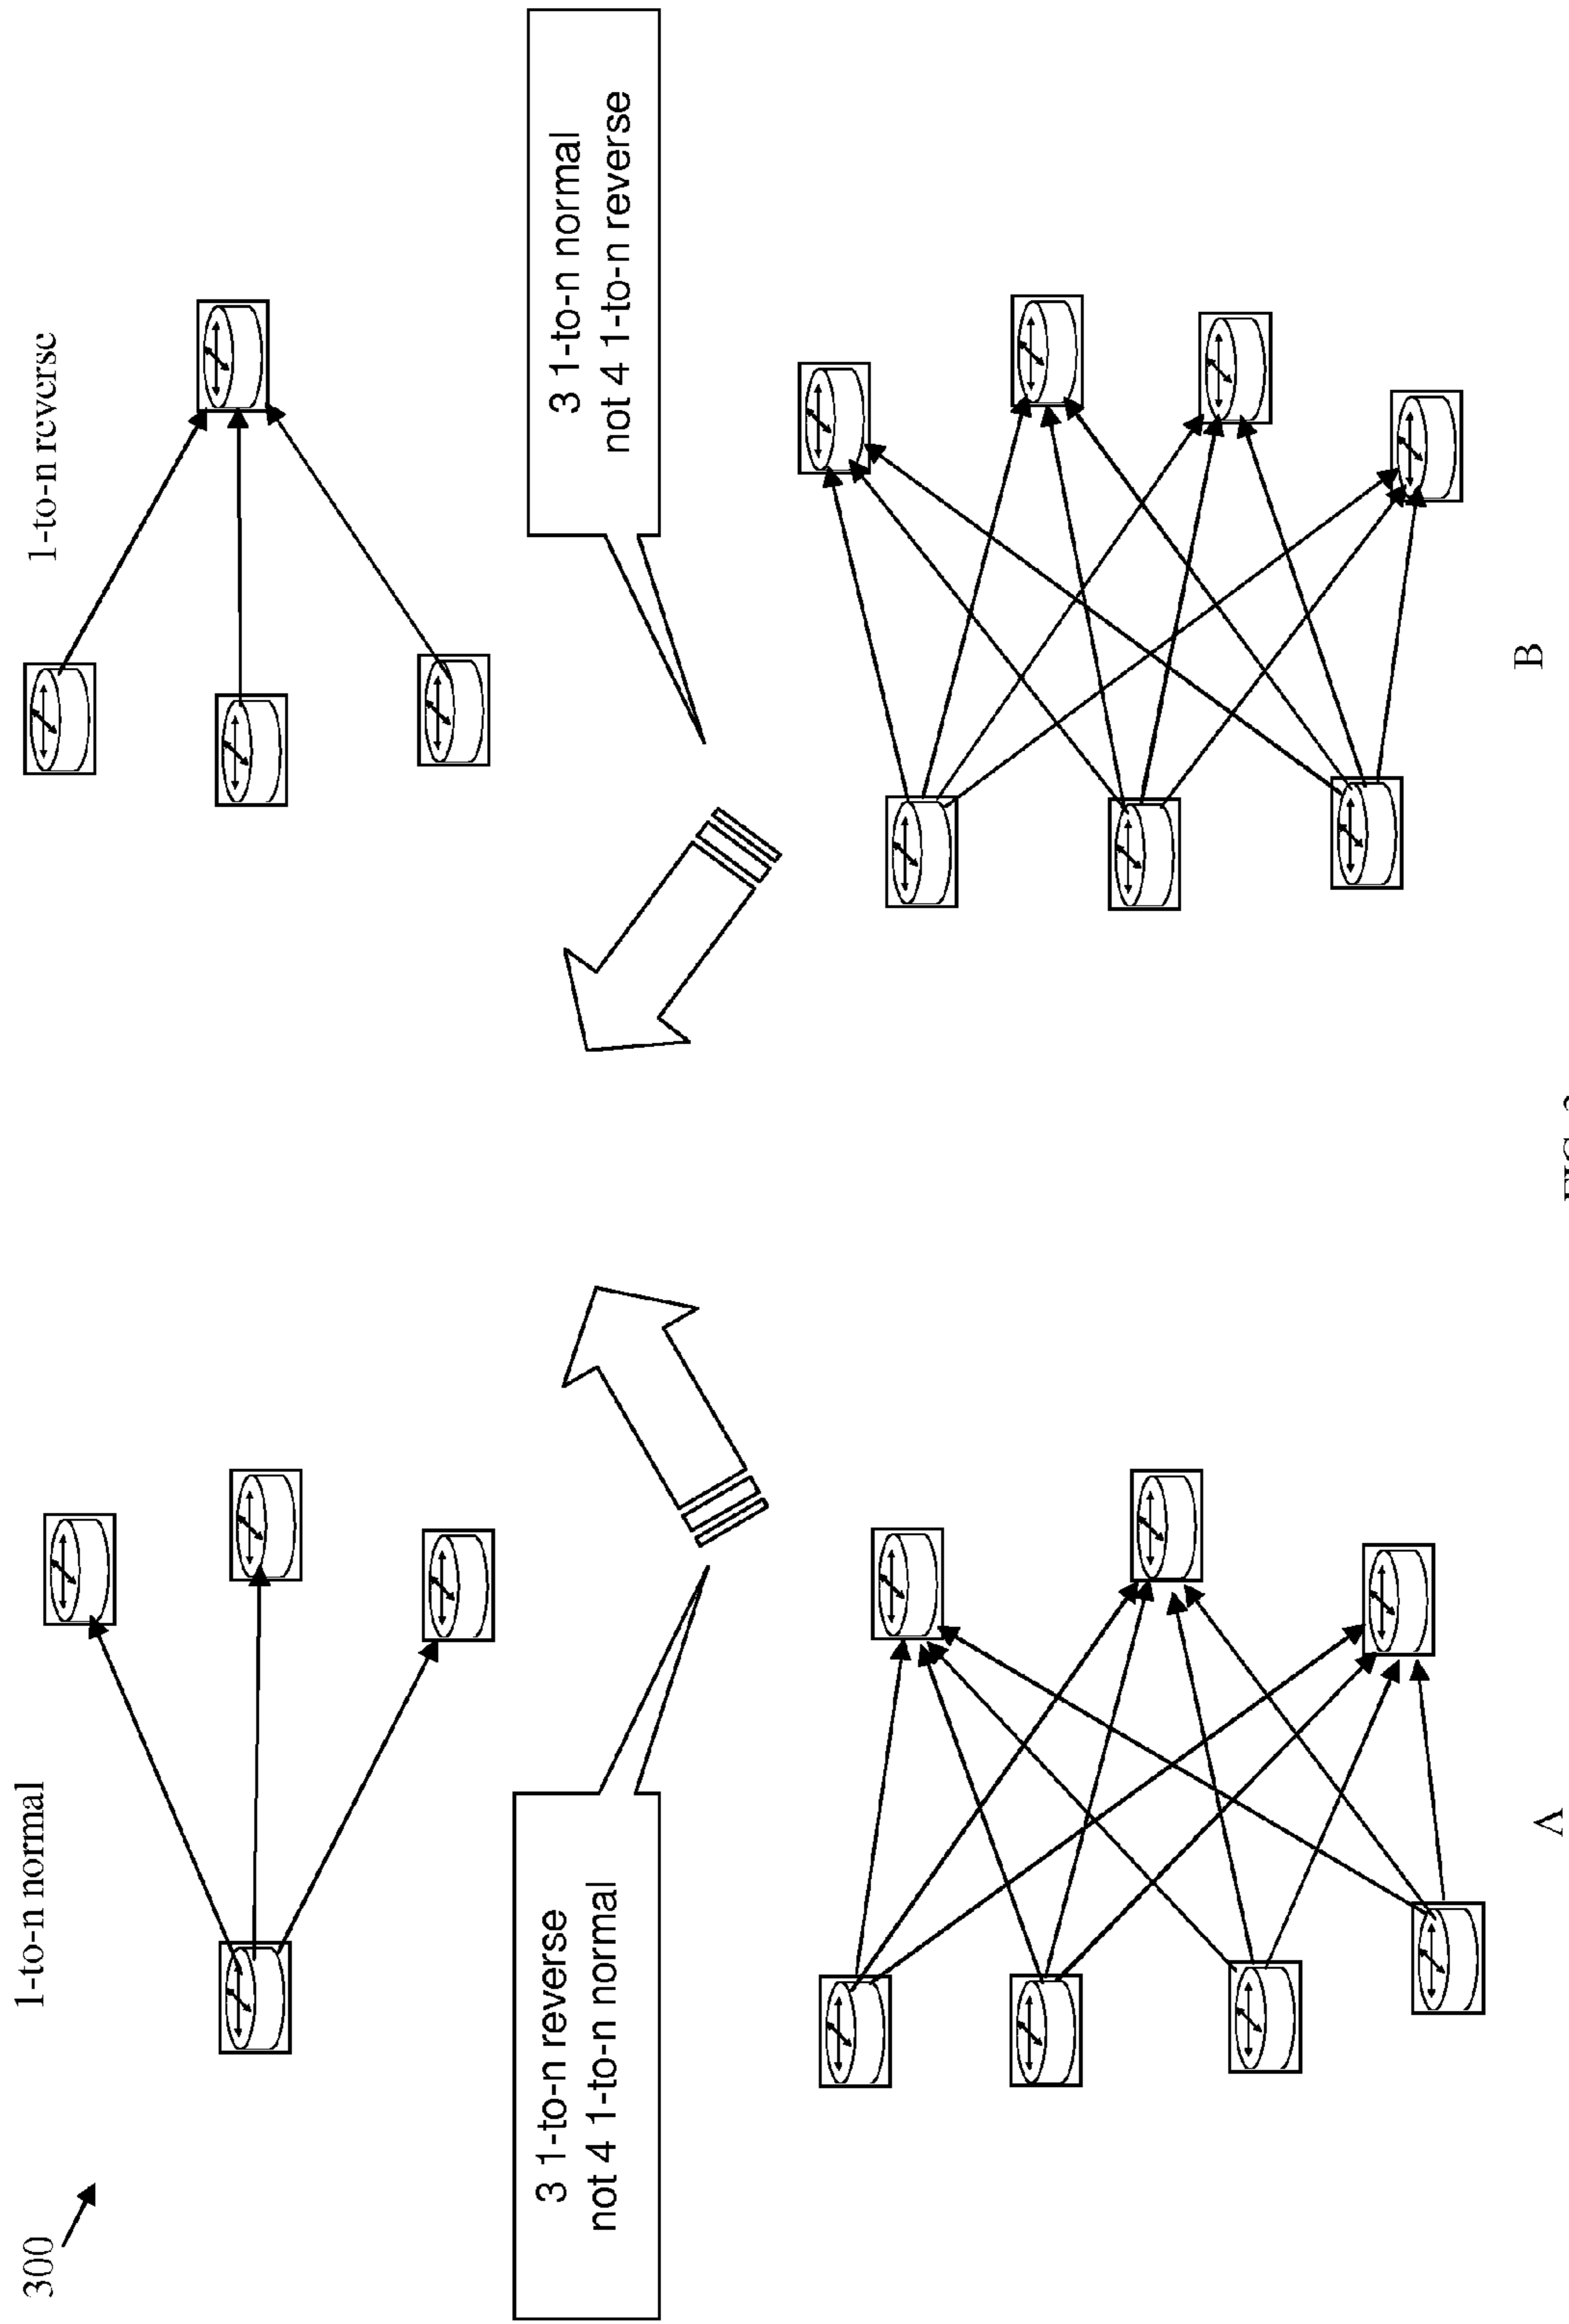 300
1-to-n normal
1-to-n reverse
3 1-to-n reverse
not 4 1-to-n normal
3 1-to-n normal
not 4 1-to-n reverse
A
B